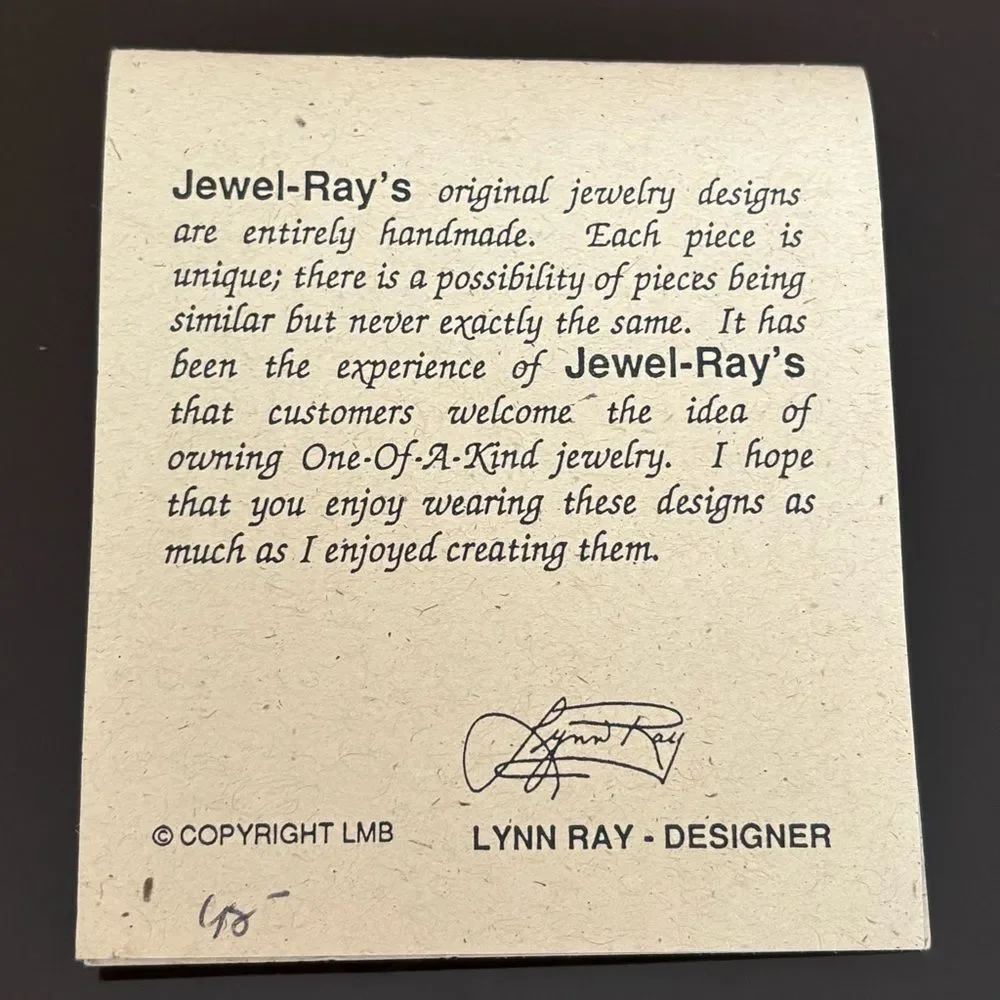 Jewel-Ray's original jewelry designs
are entirely handmade. Each piece is
unique; there is a possibility of pieces being
similar but never exactly the same. It has
been the experience of Jewel-Ray's
that customers welcome the idea of
owning One-Of-A-Kind jewelry. I hope
that you enjoy wearing these designs as
much as I enjoyed creating them.
Lynn Ray
© COPYRIGHT LMB
LYNN RAY - DESIGNER